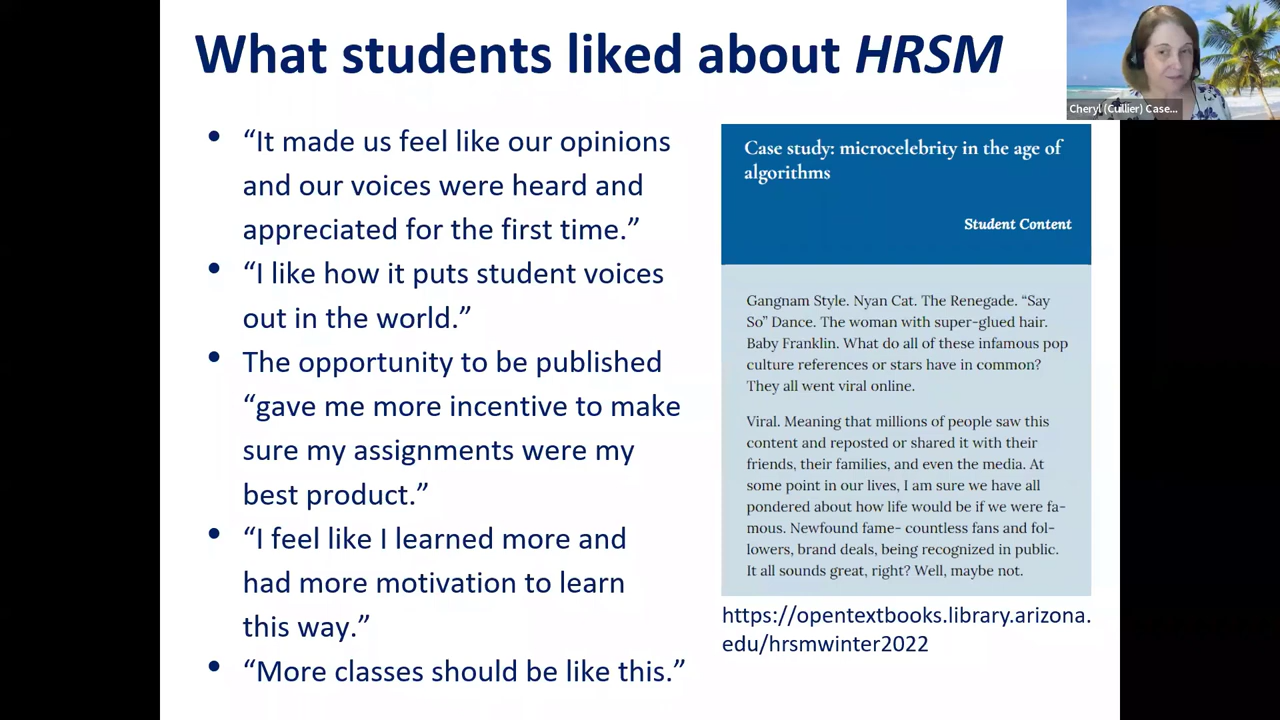 What students liked about HRSM
• “It made us feel like our opinions
and our voices were heard and
appreciated for the first time.”
• “I like how it puts student voices
out in the world.”
• The opportunity to be published
“gave me more incentive to make
sure my assignments were my
best product.”
• “I feel like I learned more and
had more motivation to learn
this way.”
• “More classes should be like this.”
Case study: microcelebrity in the age of
algorithms
Student Content
Gangnam Style. Nyan Cat. The Renegade. “Say
So” Dance. The woman with super-glued hair.
Baby Franklin. What do all of these infamous pop
culture references or stars have in common?
They all went viral online.
Viral. Meaning that millions of people saw this
content and reposted or shared it with their
friends, their families, and even the media. At
some point in our lives, I am sure we have all
pondered about how life would be if we were fa-
mous. Newfound fame- countless fans and fol-
lowers, brand deals, being recognized in public.
It all sounds great, right? Well, maybe not.
https://opentextbooks.library.arizona.
edu/hrsmwinter2022
Cheryl (Cuillier) Case...